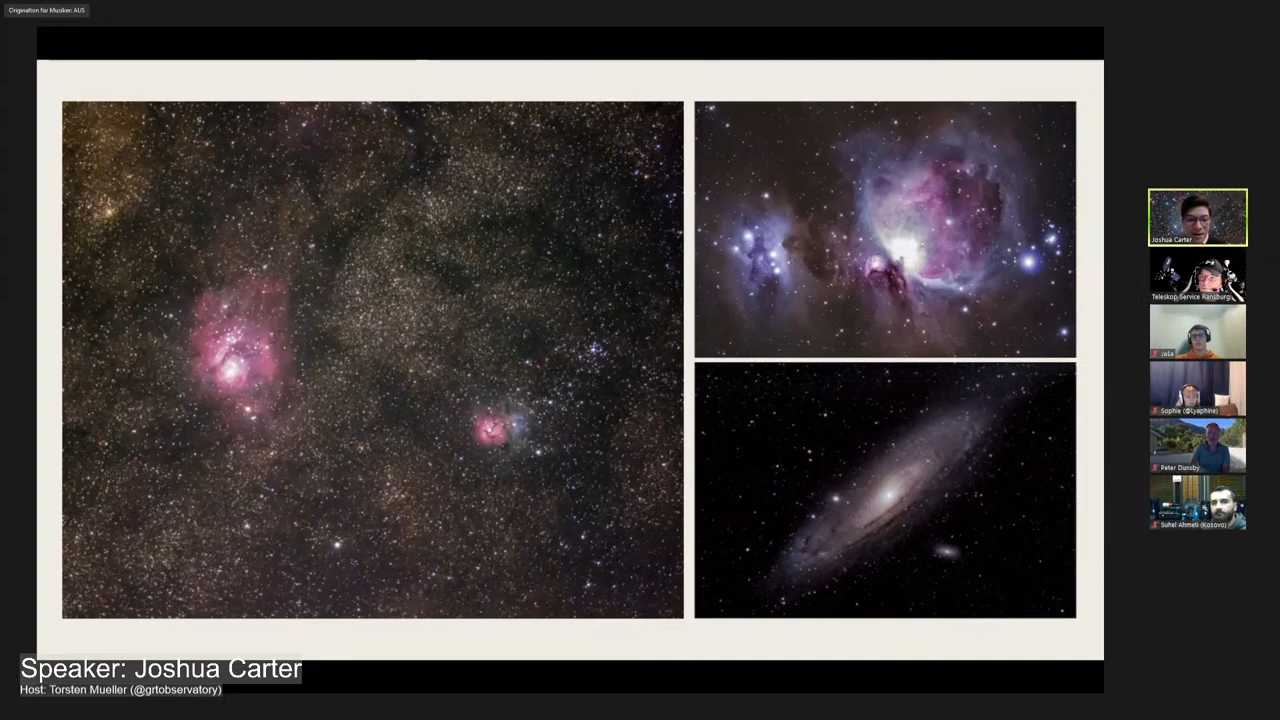 Originalton für Musiker: AUS
Joshua Carter
Teleskop Service Ransburg
Jaša
Sophie (@Lyaphine)
Peter Dunsby
Suhel Ahmeti (Kosovo)
Speaker: Joshua Carter
Host: Torsten Mueller (@grtobservatory)